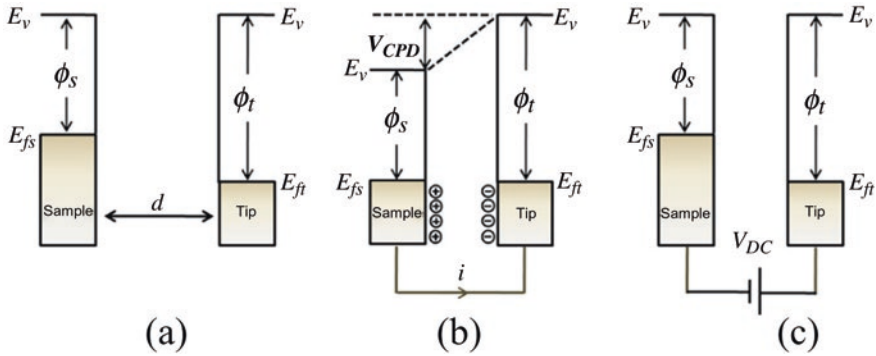 E_v
E_v
ϕ_s
ϕ_t
E_fs
E_ft
Sample
d
Tip
(a)
V_CPD
E_v
E_v
ϕ_s
ϕ_t
E_fs
E_ft
Sample
Tip
i
(b)
E_v
E_v
ϕ_s
ϕ_t
E_fs
E_ft
Sample
Tip
V_DC
(c)